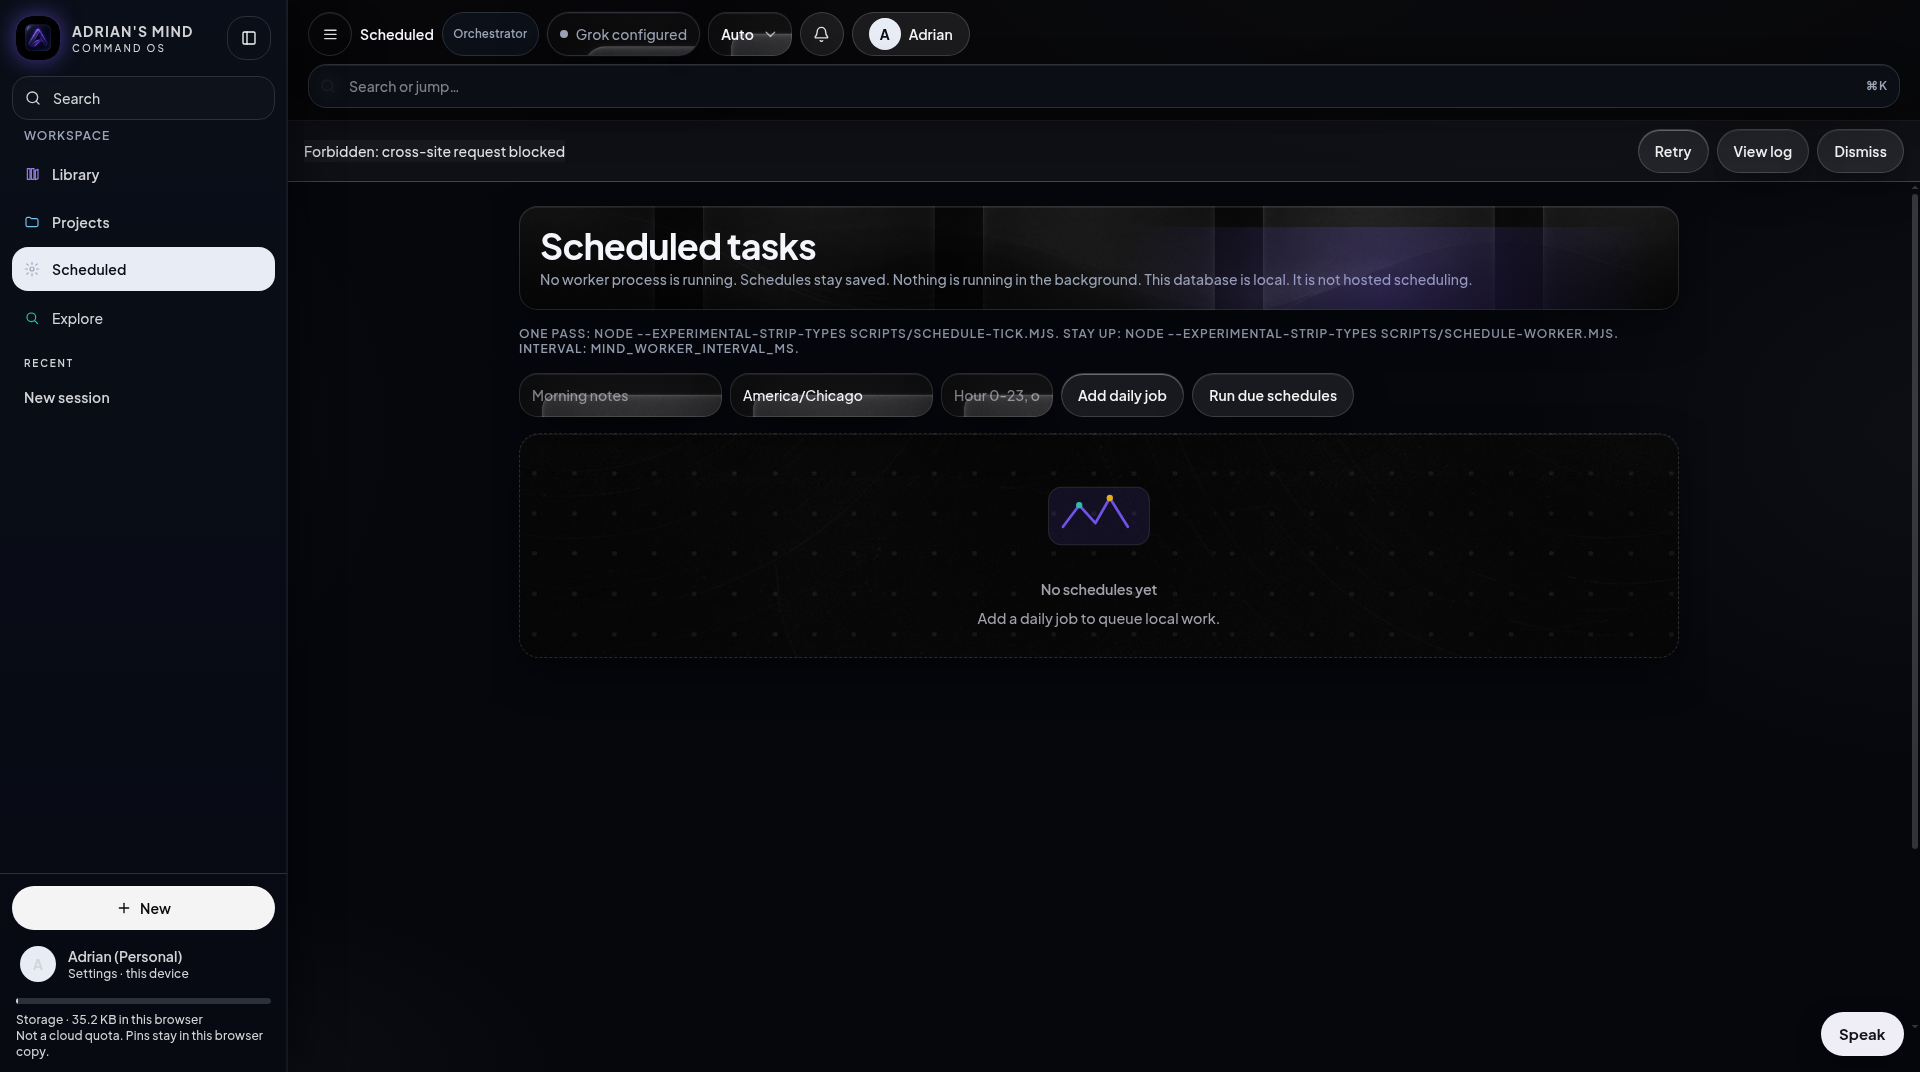 ADRIAN'S MIND
COMMAND OS
Search
WORKSPACE
Library
Projects
Scheduled
Explore
RECENT
New session
New
A
Adrian (Personal)
Settings · this device
Storage · 35.2 KB in this browser
Not a cloud quota. Pins stay in this browser
copy.
Scheduled
Orchestrator
Grok configured
Auto
A
Adrian
Search or jump…
⌘K
Forbidden: cross-site request blocked
Retry
View log
Dismiss
Scheduled tasks
No worker process is running. Schedules stay saved. Nothing is running in the background. This database is local. It is not hosted scheduling.
ONE PASS: NODE --EXPERIMENTAL-STRIP-TYPES SCRIPTS/SCHEDULE-TICK.MJS. STAY UP: NODE --EXPERIMENTAL-STRIP-TYPES SCRIPTS/SCHEDULE-WORKER.MJS.
INTERVAL: MIND_WORKER_INTERVAL_MS.
Morning notes
America/Chicago
Hour 0-23, o
Add daily job
Run due schedules
No schedules yet
Add a daily job to queue local work.
Speak